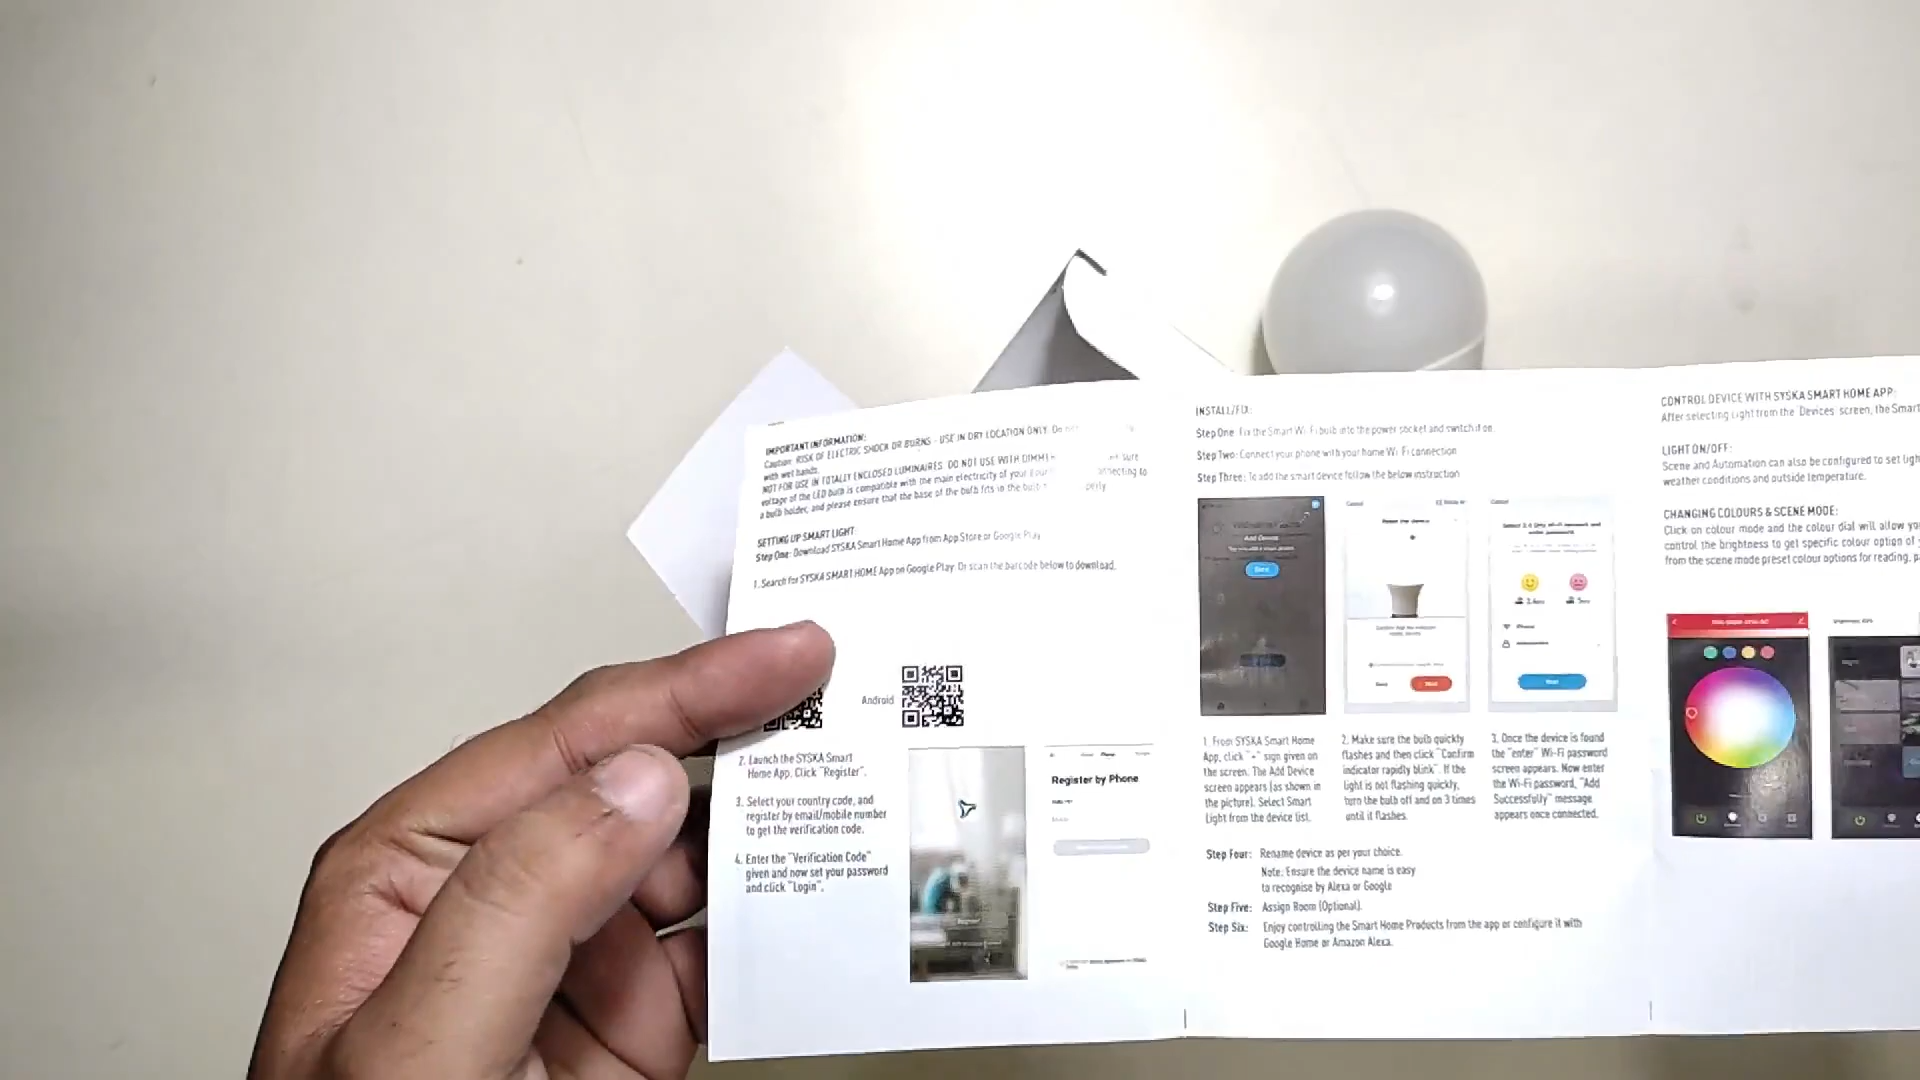 IMPORTANT INFORMATION:
Caution: RISK OF ELECTRIC SHOCK OR BURNS - USE IN DRY LOCATION ONLY. Do not
with wet hands.
NOT FOR USE IN TOTALLY ENCLOSED LUMINAIRES. DO NOT USE WITH DIMME
sure
voltage of the LED bulb is compatible with the main electricity of your
to
a bulb holder, and please ensure that the base of the bulb fits in the bulb
SETTING UP SMART LIGHT:
Step One: Download SYSKA Smart Home App from App Store or Google Play
1. Search for SYSKA SMART HOME App on Google Play. Or scan the barcode below to download.
Android
2. Launch the SYSKA Smart
Home App. Click "Register".
3. Select your country code, and
register by email/mobile number
to get the verification code.
4. Enter the "Verification Code"
given and now set your password
and click "Login".
Register by Phone
INSTALL/FIX:
Step One: Fix the Smart Wi-Fi bulb into the power socket and switch it on.
Step Two: Connect your phone with your home Wi Fi connection
Step Three: To add the smart device follow the below instruction
Add Device
Reset the device
1. From SYSKA Smart Home
App, click "+" sign given on
the screen. The Add Device
screen appears (as shown in
the picture). Select Smart
Light from the device list.
2. Make sure the bulb quickly
flashes and then click "Confirm
indicator rapidly blink". If the
light is not flashing quickly,
turn the bulb off and on 3 times
until it flashes.
3. Once the device is found
the "enter" Wi-Fi password
screen appears. Now enter
the Wi-Fi password, "Add
Successfully" message
appears once connected.
Step Four: Rename device as per your choice.
Note: Ensure the device name is easy
to recognise by Alexa or Google
Step Five: Assign Room (Optional).
Step Six: Enjoy controlling the Smart Home Products from the app or configure it with
Google Home or Amazon Alexa.
CONTROL DEVICE WITH SYSKA SMART HOME APP:
After selecting Light from the 'Devices' screen, the Smart
LIGHT ON/OFF:
Scene and Automation can also be configured to set ligh
weather conditions and outside temperature.
CHANGING COLOURS & SCENE MODE:
Click on colour mode and the colour dial will allow yo
control the brightness to get specific colour option of
from the scene mode preset colour options for reading, p